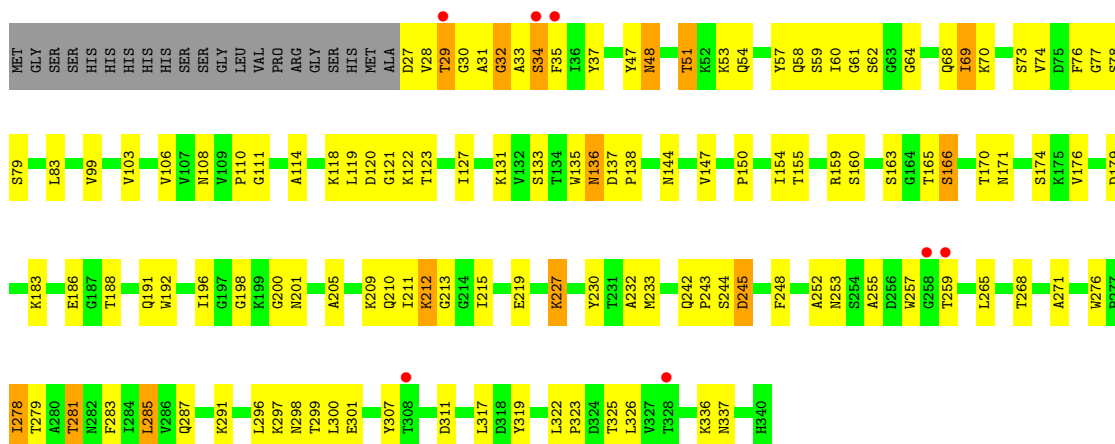 MET GLY SER SER HIS HIS HIS HIS HIS HIS SER SER GLY LEU VAL PRO ARG GLY SER HIS MET ALA D27 V28 T29 G30 A31 G32 A33 S34 F35 I36 Y37 Y47 N48 T51 K52 K53 Q54 Y57 Q58 S59 I60 G61 S62 G63 G64 Q68 I69 K70 S73 V74 D75 F76 G77 S78
S79 L83 V99 V103 V106 V107 N108 V109 P110 G111 A114 K118 L119 D120 G121 K122 T123 I127 K131 V132 S133 T134 W135 N136 D137 P138 N144 V147 P150 I154 T155 R159 S160 S163 G164 T165 S166 T170 N171 S174 K175 V176 D179
K183 E186 G187 T188 Q191 W192 I196 G197 G198 K199 G200 N201 A205 K209 Q210 I211 K212 G213 G214 I215 E219 K227 Y230 T231 A232 M233 Q242 P243 S244 D245 F248 A252 N253 S254 A255 D256 W257 G258 T259 L265 T268 A271 W276 P277
I278 T279 A280 T281 N282 F283 I284 L285 V286 Q287 K291 L296 K297 N298 T299 L300 E301 Y307 T308 D311 L317 D318 Y319 L322 P323 D324 T325 L326 V327 T328 K336 N337 H340